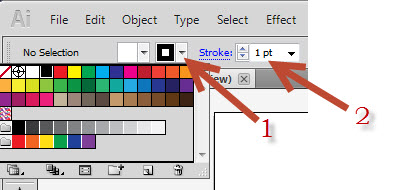 Ai File Edit Object Type Select Effect
No Selection Stroke: 1 pt
iew)
1
2